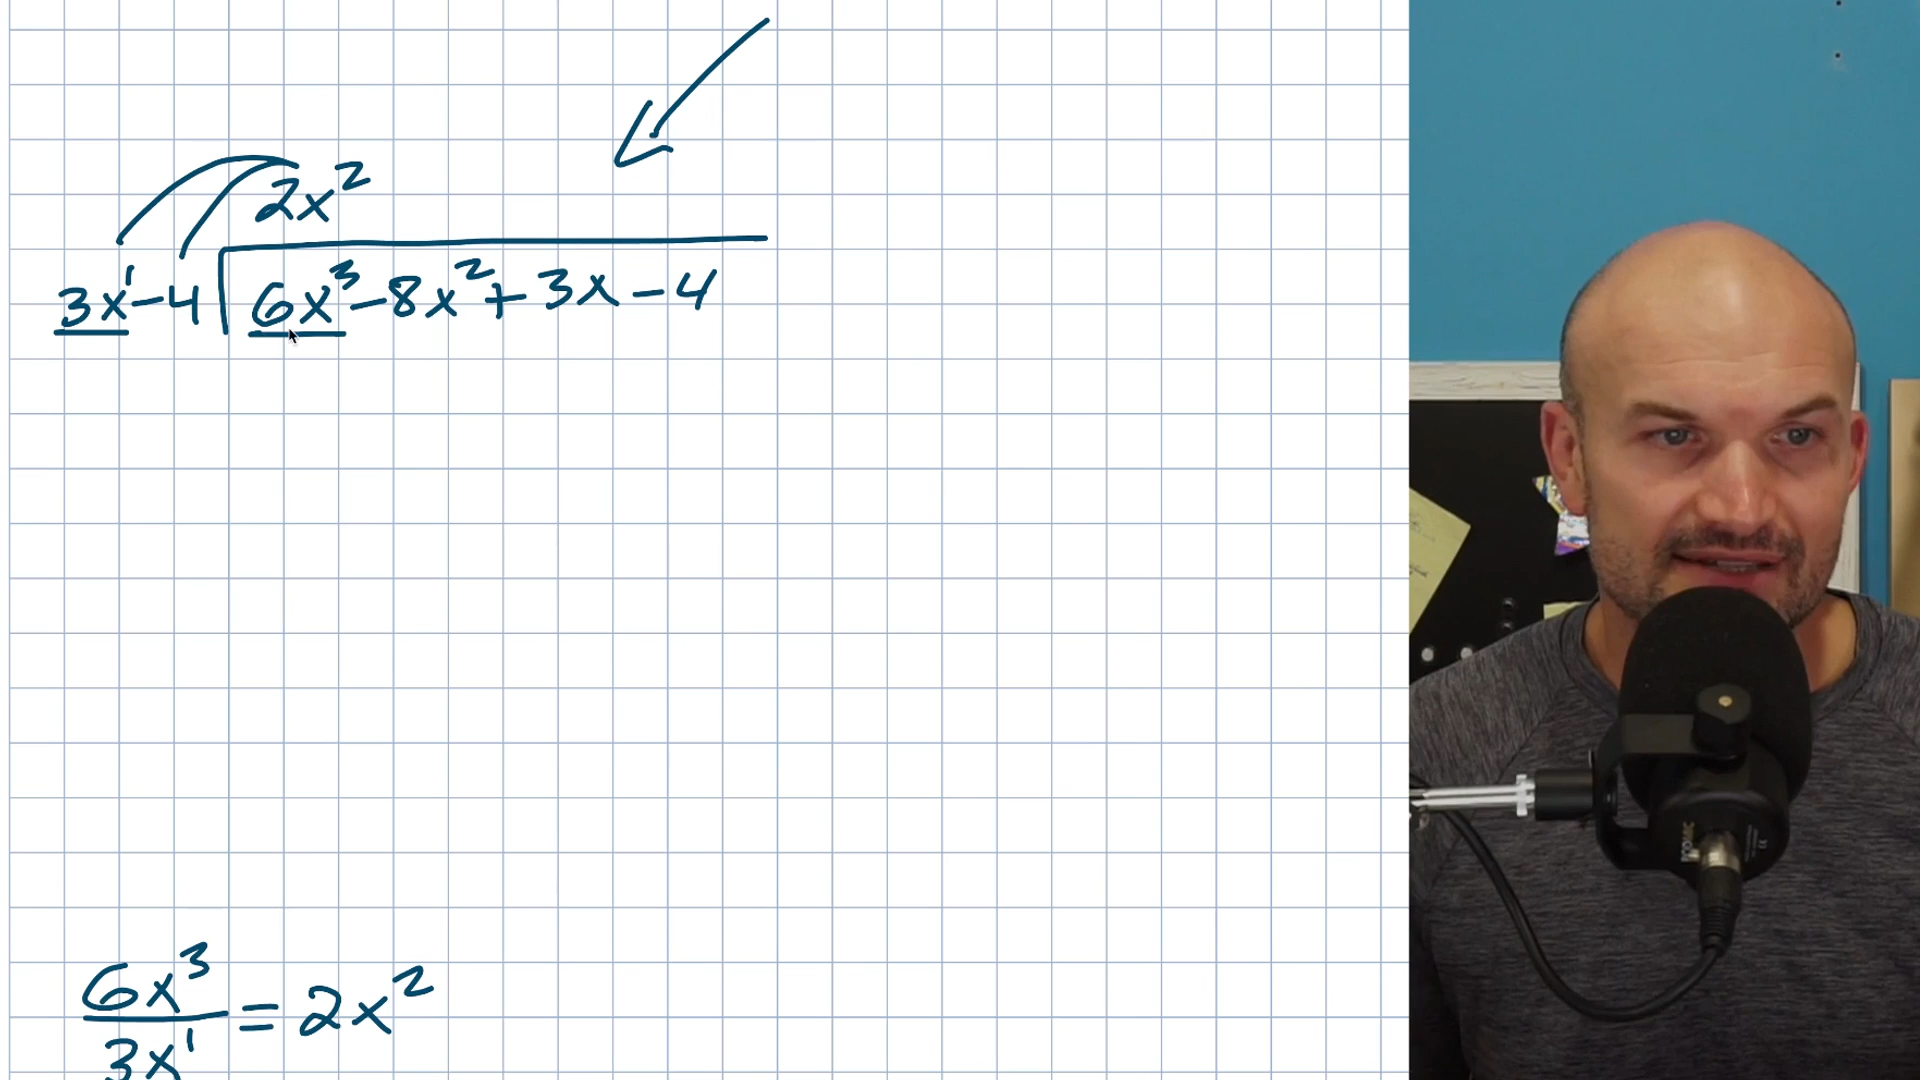 2x²
3x¹-4 6x³-8x²+3x-4
6x³
= 2x²
3x¹